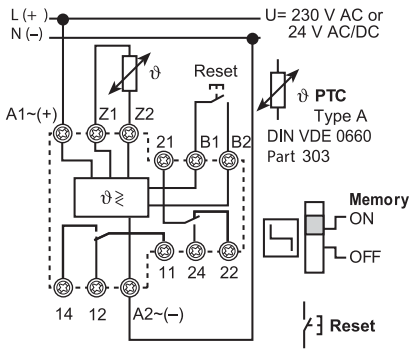 L (+)
N (–)
U= 230 V AC or
24 V AC/DC
ϑ
Reset
A1~(+)
Z1
Z2
21
B1
B2
ϑ PTC
Type A
DIN VDE 0660
Part 303
ϑ ≷
Memory
ON
OFF
11
24
22
14
12
A2~(–)
Reset